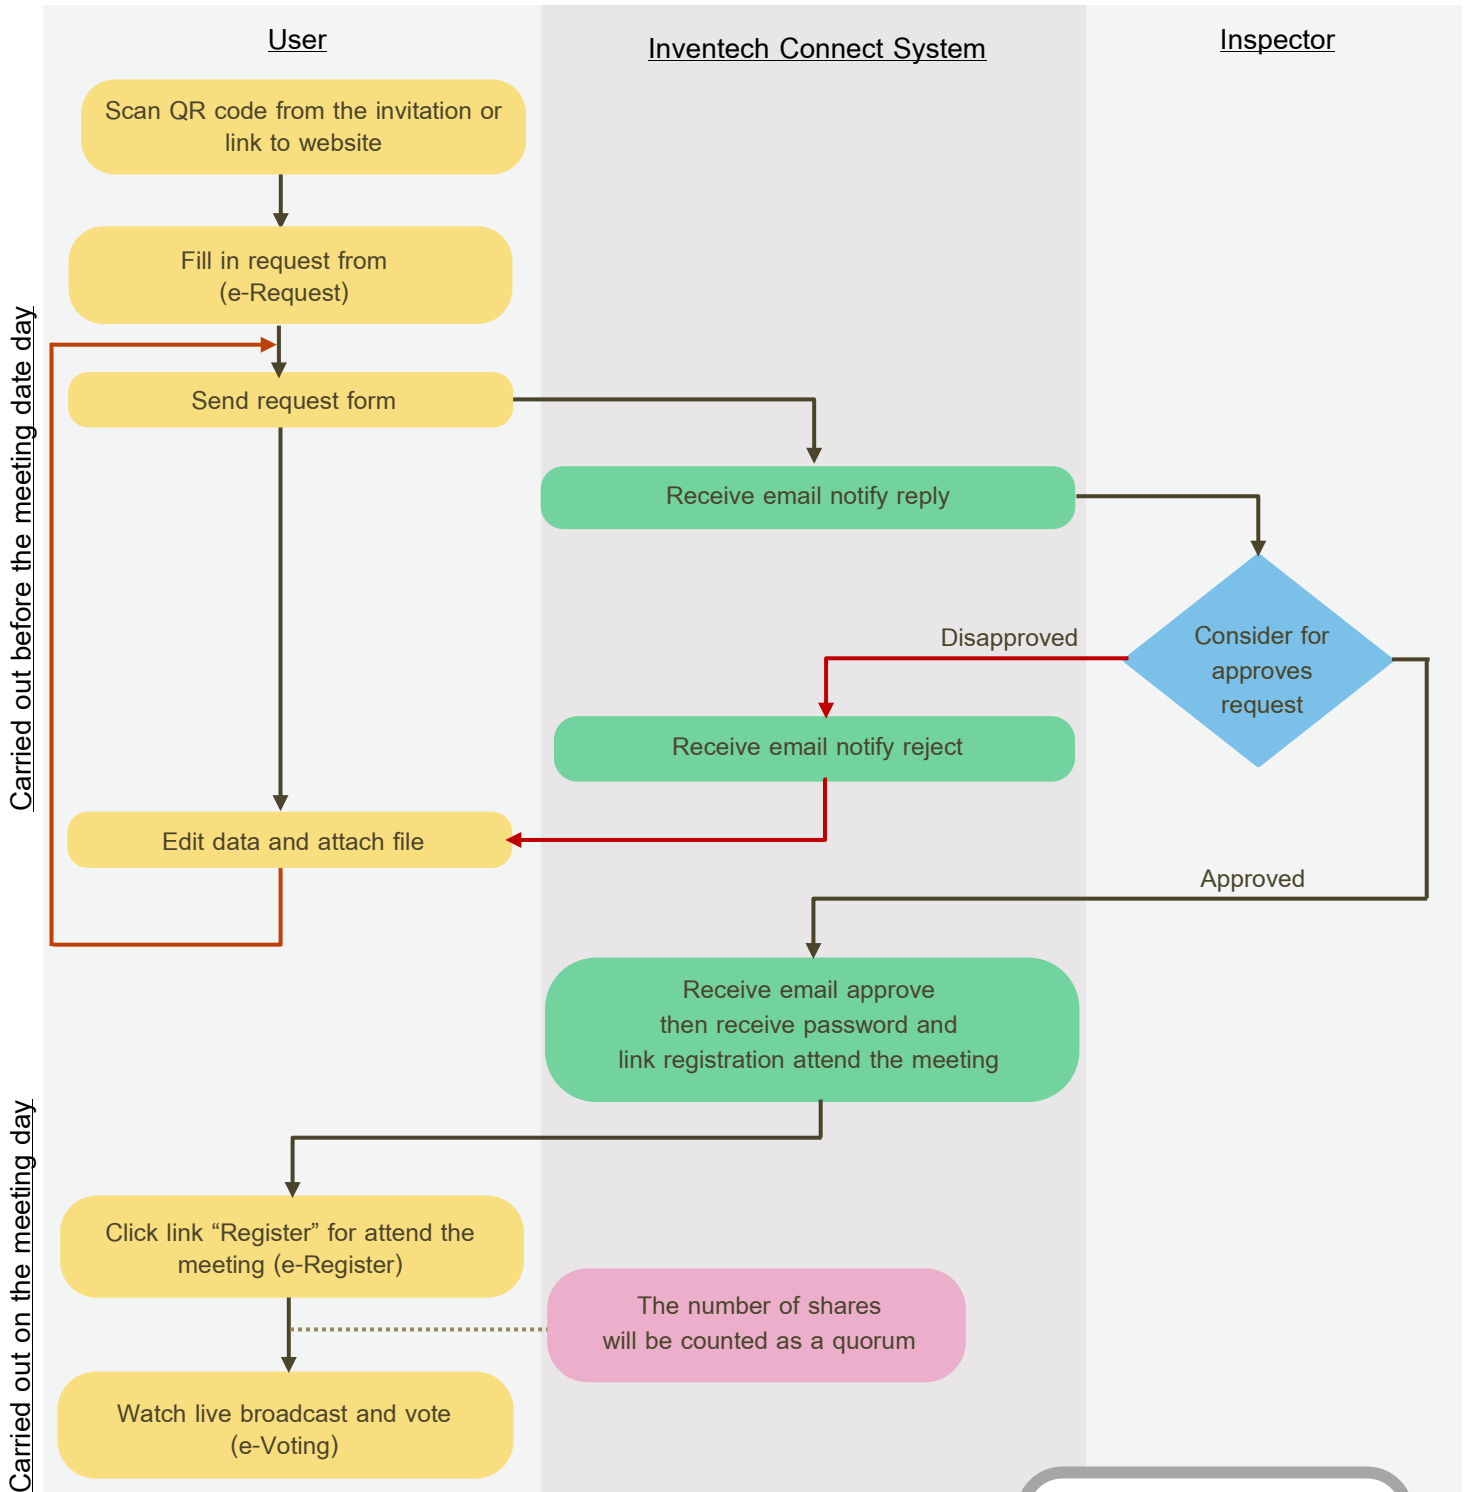 User
Inventech Connect System
Inspector
Scan QR code from the invitation or
link to website
Fill in request from
(e-Request)
Send request form
Receive email notify reply
Consider for
approves
request
Disapproved
Receive email notify reject
Edit data and attach file
Approved
Receive email approve
then receive password and
link registration attend the meeting
Click link “Register” for attend the
meeting (e-Register)
The number of shares
will be counted as a quorum
Watch live broadcast and vote
(e-Voting)
Carried out before the meeting date day
Carried out on the meeting day